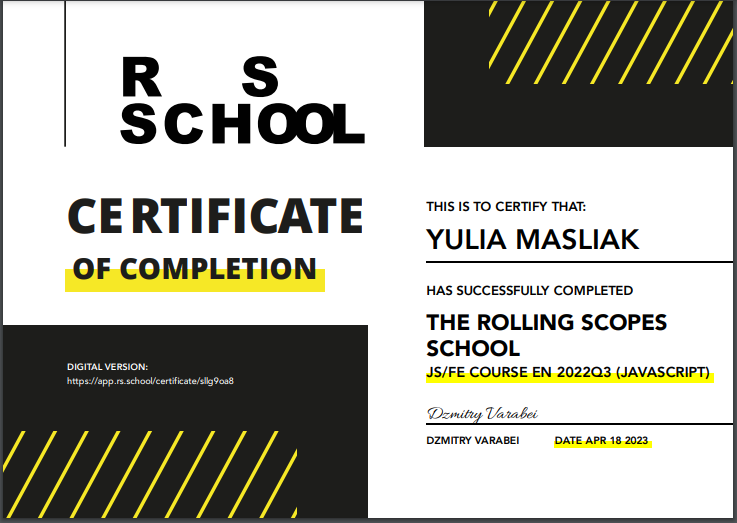 RS
SCHOOL
CERTIFICATE
OF COMPLETION
DIGITAL VERSION:
https://app.rs.school/certificate/sllg9oa8
THIS IS TO CERTIFY THAT:
YULIA MASLIAK
HAS SUCCESSFULLY COMPLETED
THE ROLLING SCOPES
SCHOOL
JS/FE COURSE EN 2022Q3 (JAVASCRIPT)
Dzmitry Varabei
DZMITRY VARABEI
DATE APR 18 2023